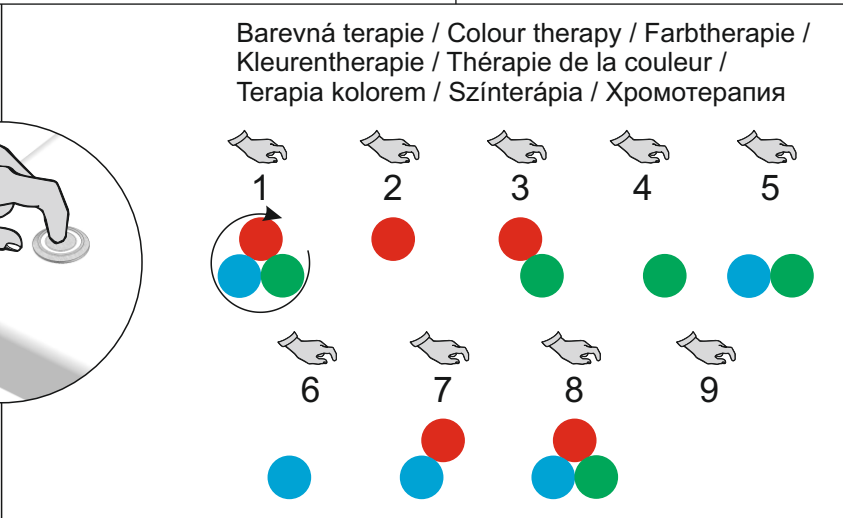 Barevná terapie / Colour therapy / Farbtherapie /
Kleurentherapie / Thérapie de la couleur /
Terapia kolorem / Színterápia / Хромотерапия
1 2 3 4 5
6 7 8 9